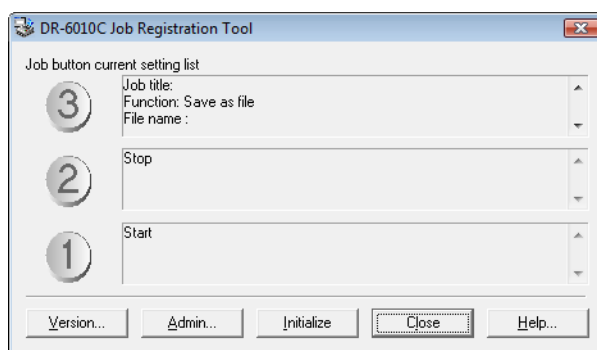 DR-6010C Job Registration Tool
Job button current setting list
3
Job title:
Function: Save as file
File name :
2
Stop
1
Start
Version... Admin... Initialize Close Help...